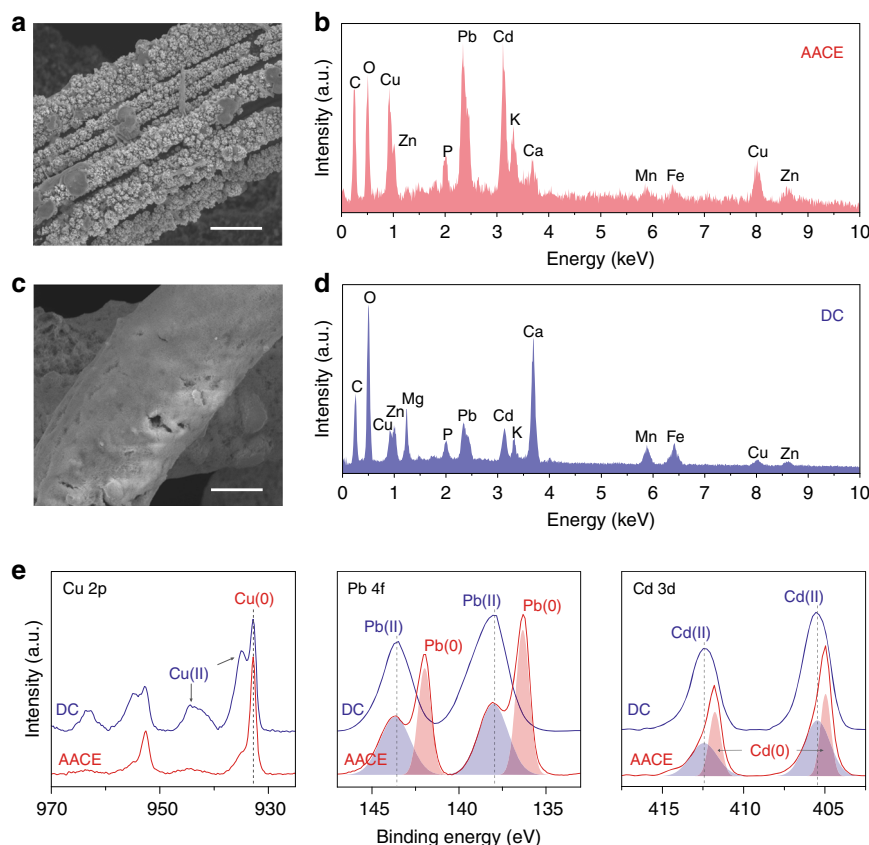 a
b
AACE
Intensity (a.u.)
C
O
Cu
Zn
P
Pb
Cd
K
Ca
Mn
Fe
Cu
Zn
0 1 2 3 4 5 6 7 8 9 10
Energy (keV)
c
d
DC
Intensity (a.u.)
C
O
Cu
Zn
Mg
P
Pb
Cd
K
Ca
Mn
Fe
Cu
Zn
0 1 2 3 4 5 6 7 8 9 10
Energy (keV)
e
Intensity (a.u.)
Cu 2p
Cu(0)
Cu(II)
DC
AACE
970 950 930
Pb 4f
Pb(II)
Pb(II)
Pb(0)
Pb(0)
DC
AACE
145 140 135
Cd 3d
Cd(II)
Cd(II)
DC
AACE
Cd(0)
415 410 405
Binding energy (eV)